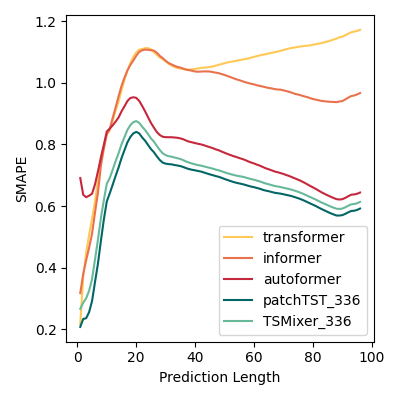 1.2
1.0
0.8
0.6
0.4
0.2
SMAPE
transformer
informer
autoformer
patchTST_336
TSMixer_336
0 20 40 60 80 100
Prediction Length